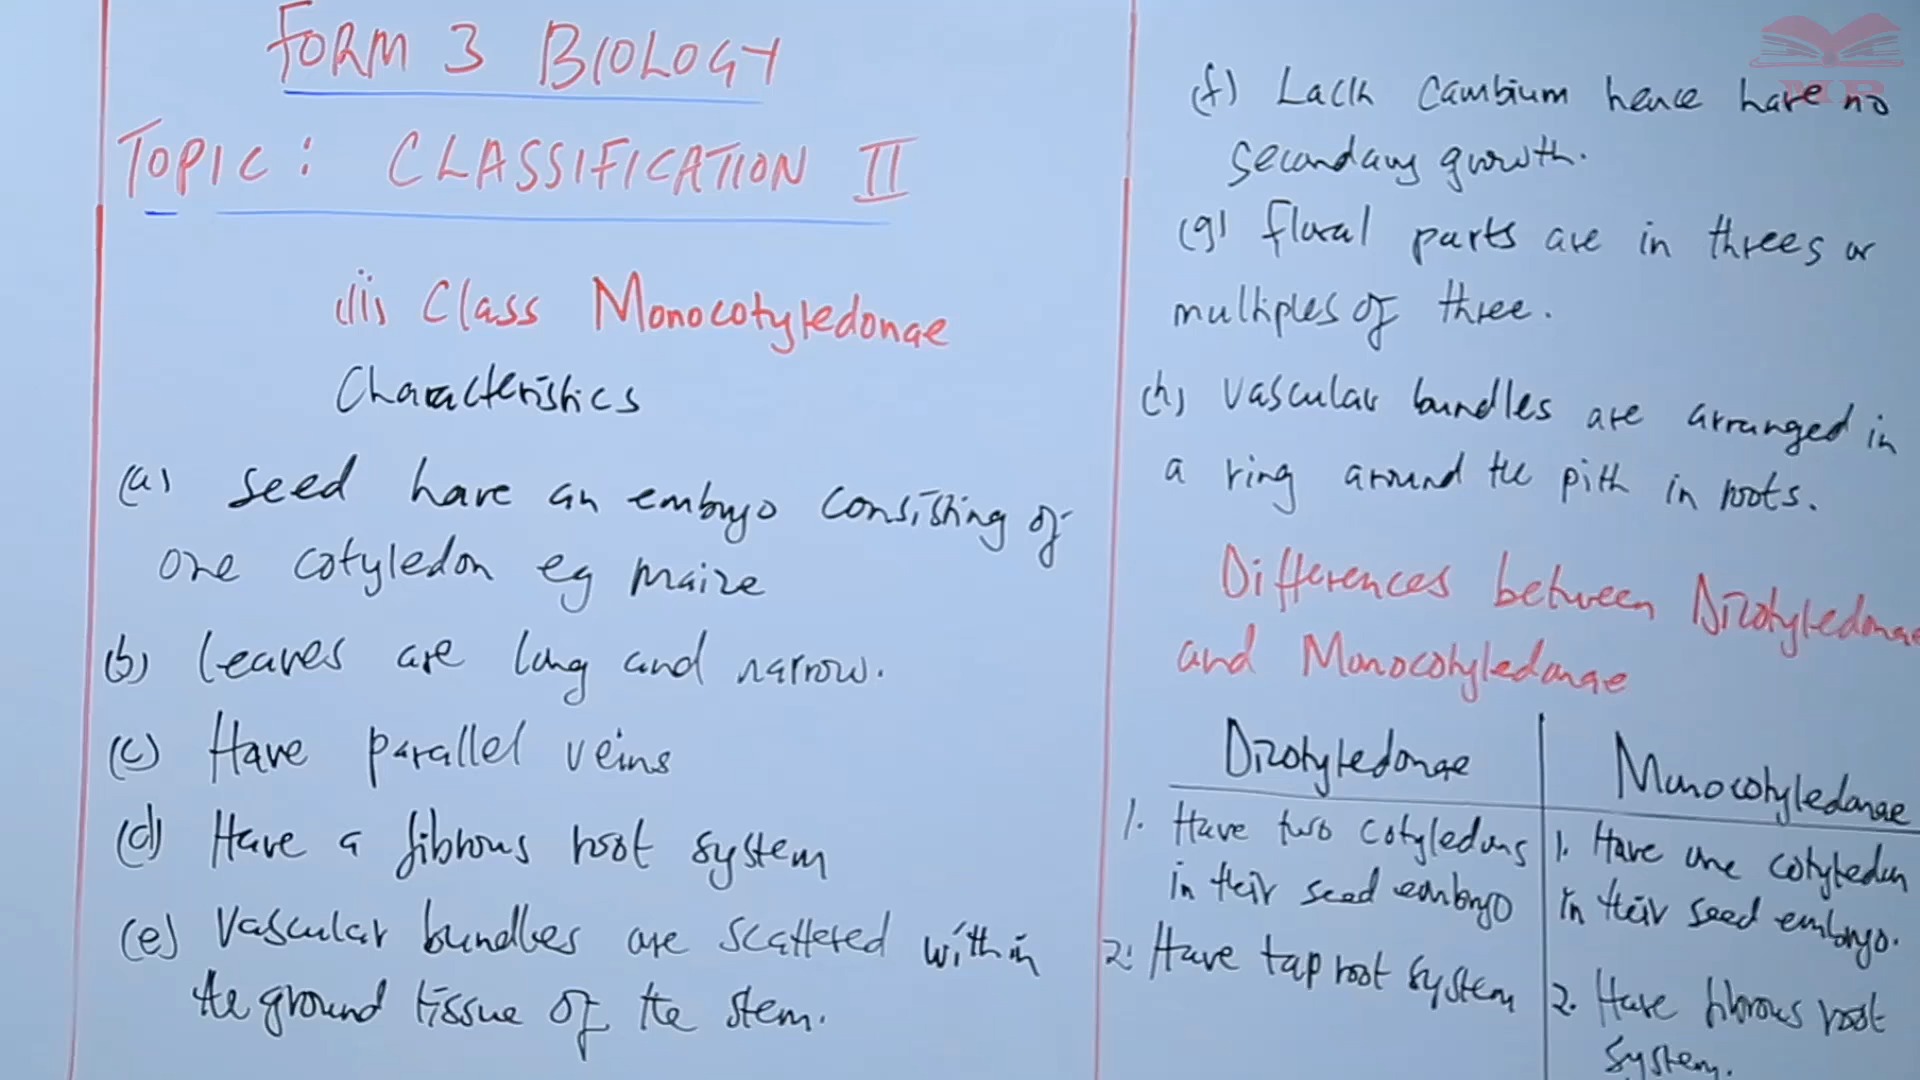 FORM 3 BIOLOGY
TOPIC: CLASSIFICATION II
(ii) Class Monocotyledonae
Characteristics
(a) seed have an embryo consisting of
one cotyledon eg maize
(b) leaves are long and narrow.
(c) Have parallel veins
(d) Have a fibrous root system
(e) Vascular bundles are scattered within
the ground tissue of the stem.
(f) Lack cambium hence have no
secondary growth.
(g) floral parts are in threes or
multiples of three.
(h) vascular bundles are arranged in
a ring around the pith in roots.
Differences between Dicotyledonae
and Monocotyledonae
Dicotyledonae
1. Have two cotyledons
in their seed embryo
2. Have tap root system
Monocotyledonae
1. Have one cotyledon
in their seed embryo.
2. Have fibrous root
system.
MP